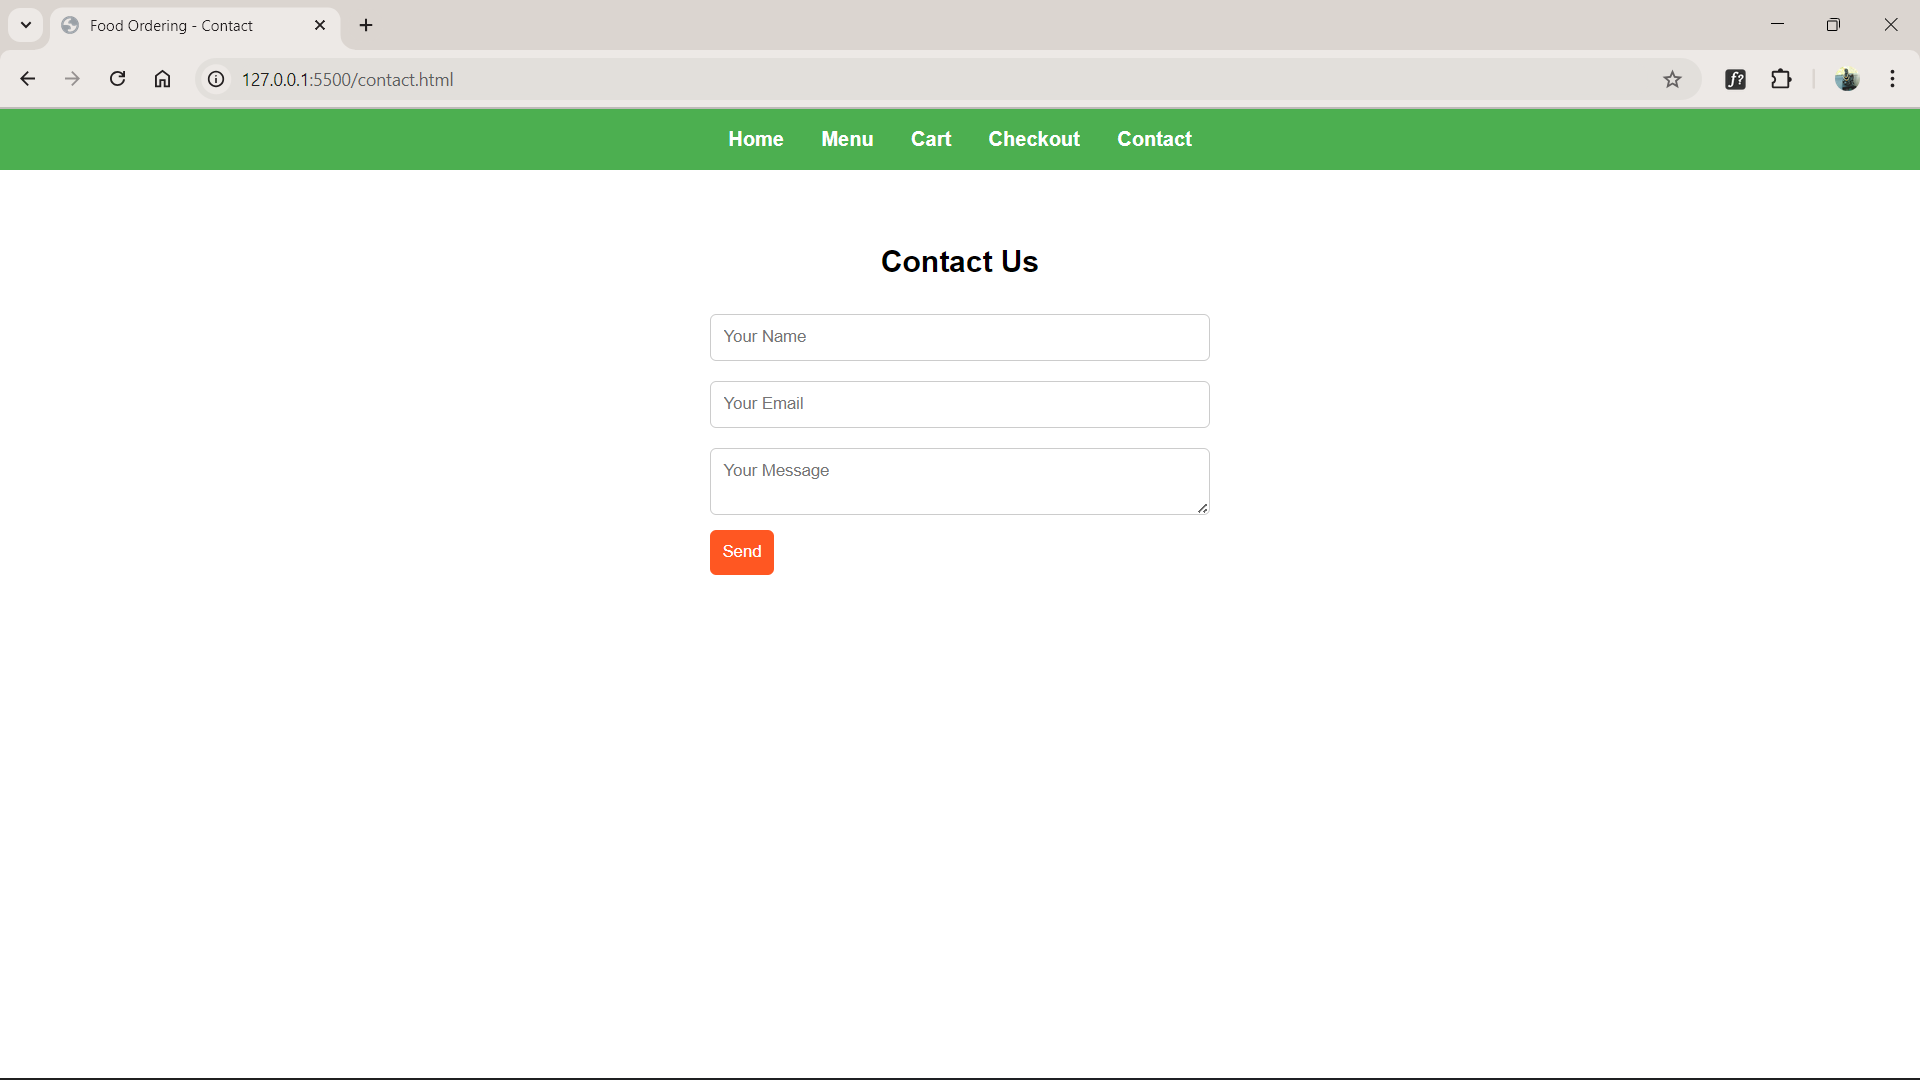 Food Ordering - Contact
127.0.0.1:5500/contact.html
f?
Home Menu Cart Checkout Contact
Contact Us
Your Name
Your Email
Your Message
Send